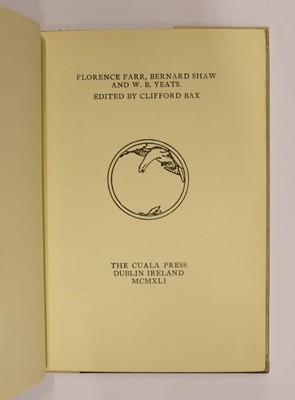 FLORENCE FARR, BERNARD SHAW
AND W. B. YEATS.
EDITED BY CLIFFORD BAX
THE CUALA PRESS
DUBLIN IRELAND
MCMXLI